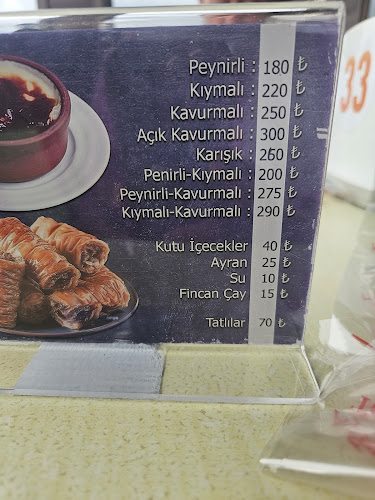 Peynirli : 180 ₺
Kıymalı : 220 ₺
Kavurmalı : 250 ₺
Açık Kavurmalı : 300 ₺
Karışık : 260 ₺
Penirli-Kıymalı : 200 ₺
Peynirli-Kavurmalı : 275 ₺
Kıymalı-Kavurmalı : 290 ₺
Kutu İçecekler 40 ₺
Ayran 25 ₺
Su 10 ₺
Fincan Çay 15 ₺
Tatlılar 70 ₺
33